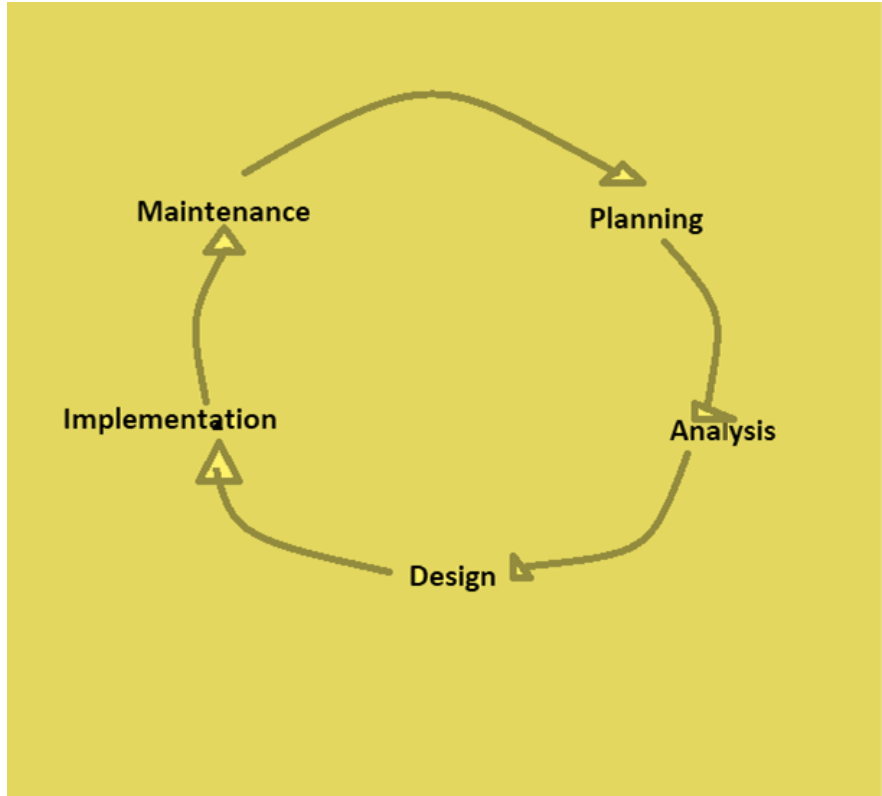 Maintenance
Planning
Implementation
Analysis
Design